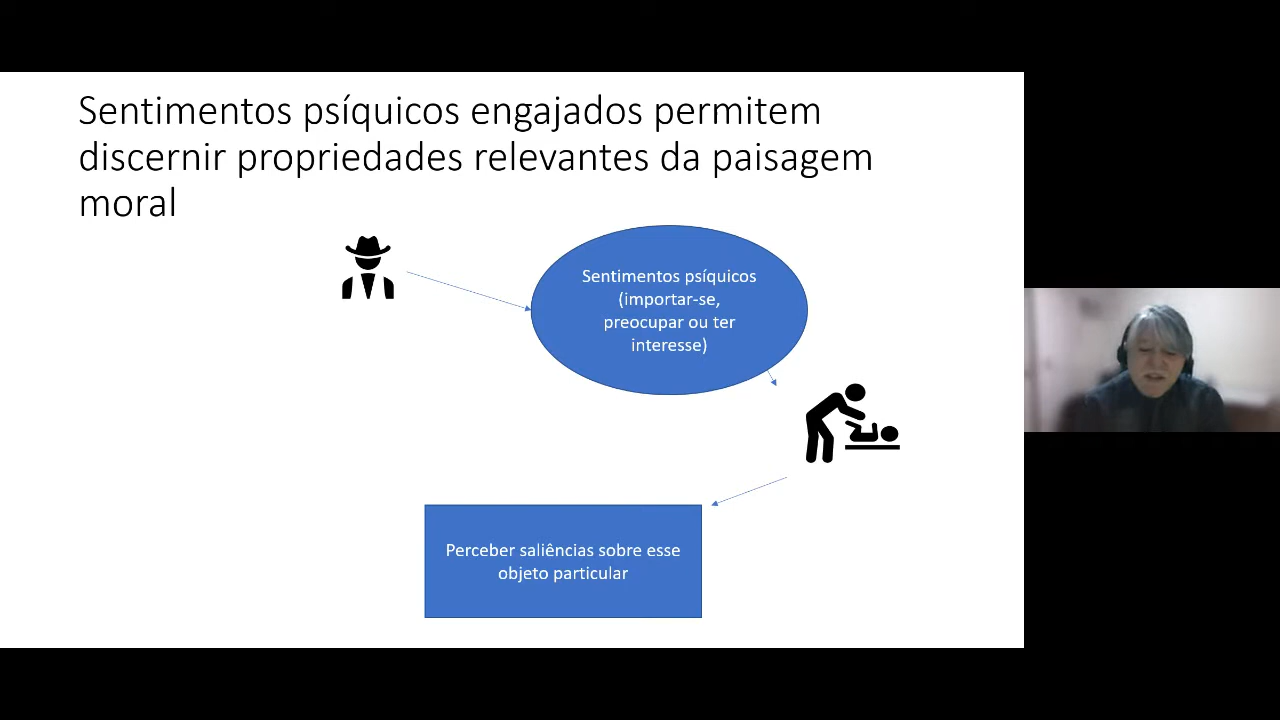 Sentimentos psíquicos engajados permitem
discernir propriedades relevantes da paisagem
moral
Sentimentos psíquicos
(importar-se,
preocupar ou ter
interesse)
Perceber saliências sobre esse
objeto particular